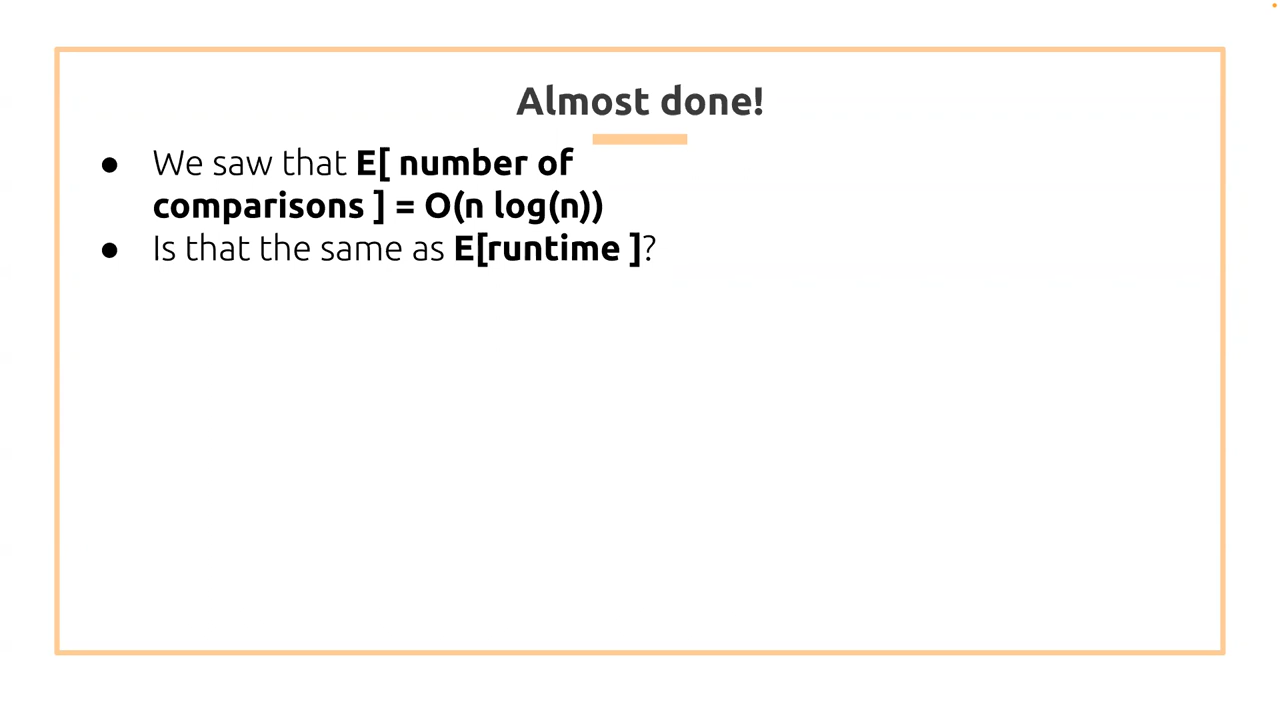 Almost done!
● We saw that E[ number of
comparisons ] = O(n log(n))
● Is that the same as E[runtime ]?